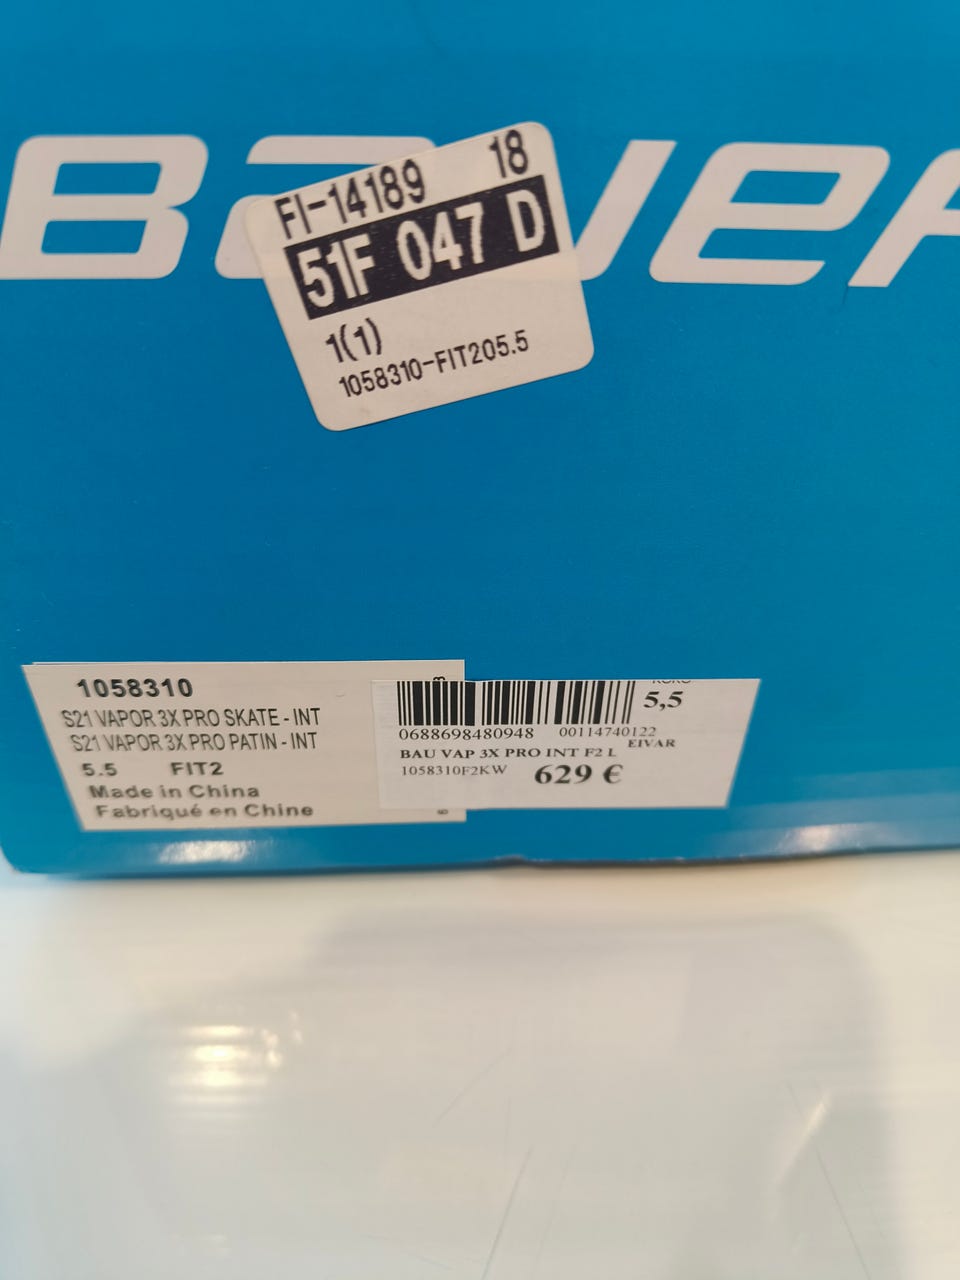 BAUER
FI-14189 18
51F 047 D
1(1)
1058310-FIT205.5
1058310
S21 VAPOR 3X PRO SKATE - INT
S21 VAPOR 3X PRO PATIN - INT
5.5 FIT2
Made in China
Fabriqué en Chine
5,5
0688698480948 00114740122
EIVAR
BAU VAP 3X PRO INT F2 L
1058310F2KW 629 €